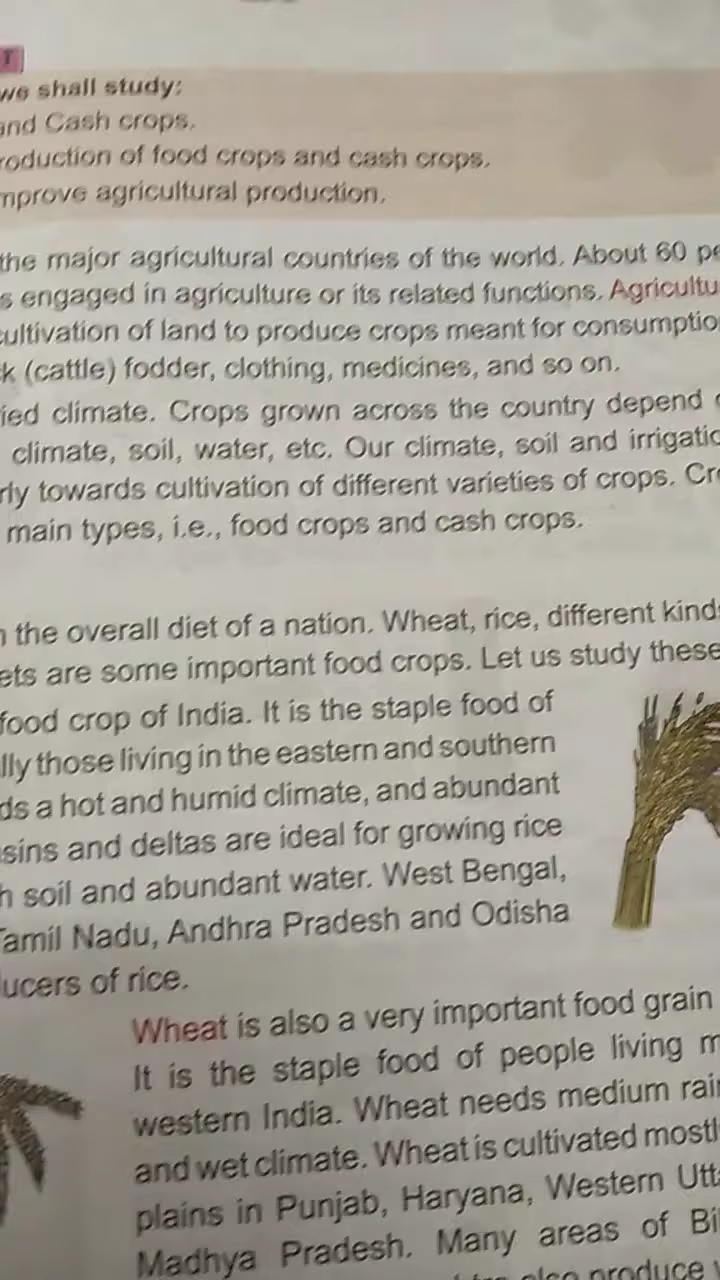 T
we shall study:
and Cash crops.
roduction of food crops and cash crops.
mprove agricultural production.
the major agricultural countries of the world. About 60 pe
s engaged in agriculture or its related functions. Agricultu
cultivation of land to produce crops meant for consumptio
k (cattle) fodder, clothing, medicines, and so on.
ied climate. Crops grown across the country depend
climate, soil, water, etc. Our climate, soil and irrigatio
rly towards cultivation of different varieties of crops. Cro
main types, i.e., food crops and cash crops.
n the overall diet of a nation. Wheat, rice, different kinds
ets are some important food crops. Let us study these
food crop of India. It is the staple food of
lly those living in the eastern and southern
ds a hot and humid climate, and abundant
sins and deltas are ideal for growing rice
h soil and abundant water. West Bengal,
Tamil Nadu, Andhra Pradesh and Odisha
ucers of rice.
Wheat is also a very important food grain
It is the staple food of people living m
western India. Wheat needs medium rain
and wet climate. Wheat is cultivated mostl
plains in Punjab, Haryana, Western Utt
Madhya Pradesh. Many areas of Bi
also produce